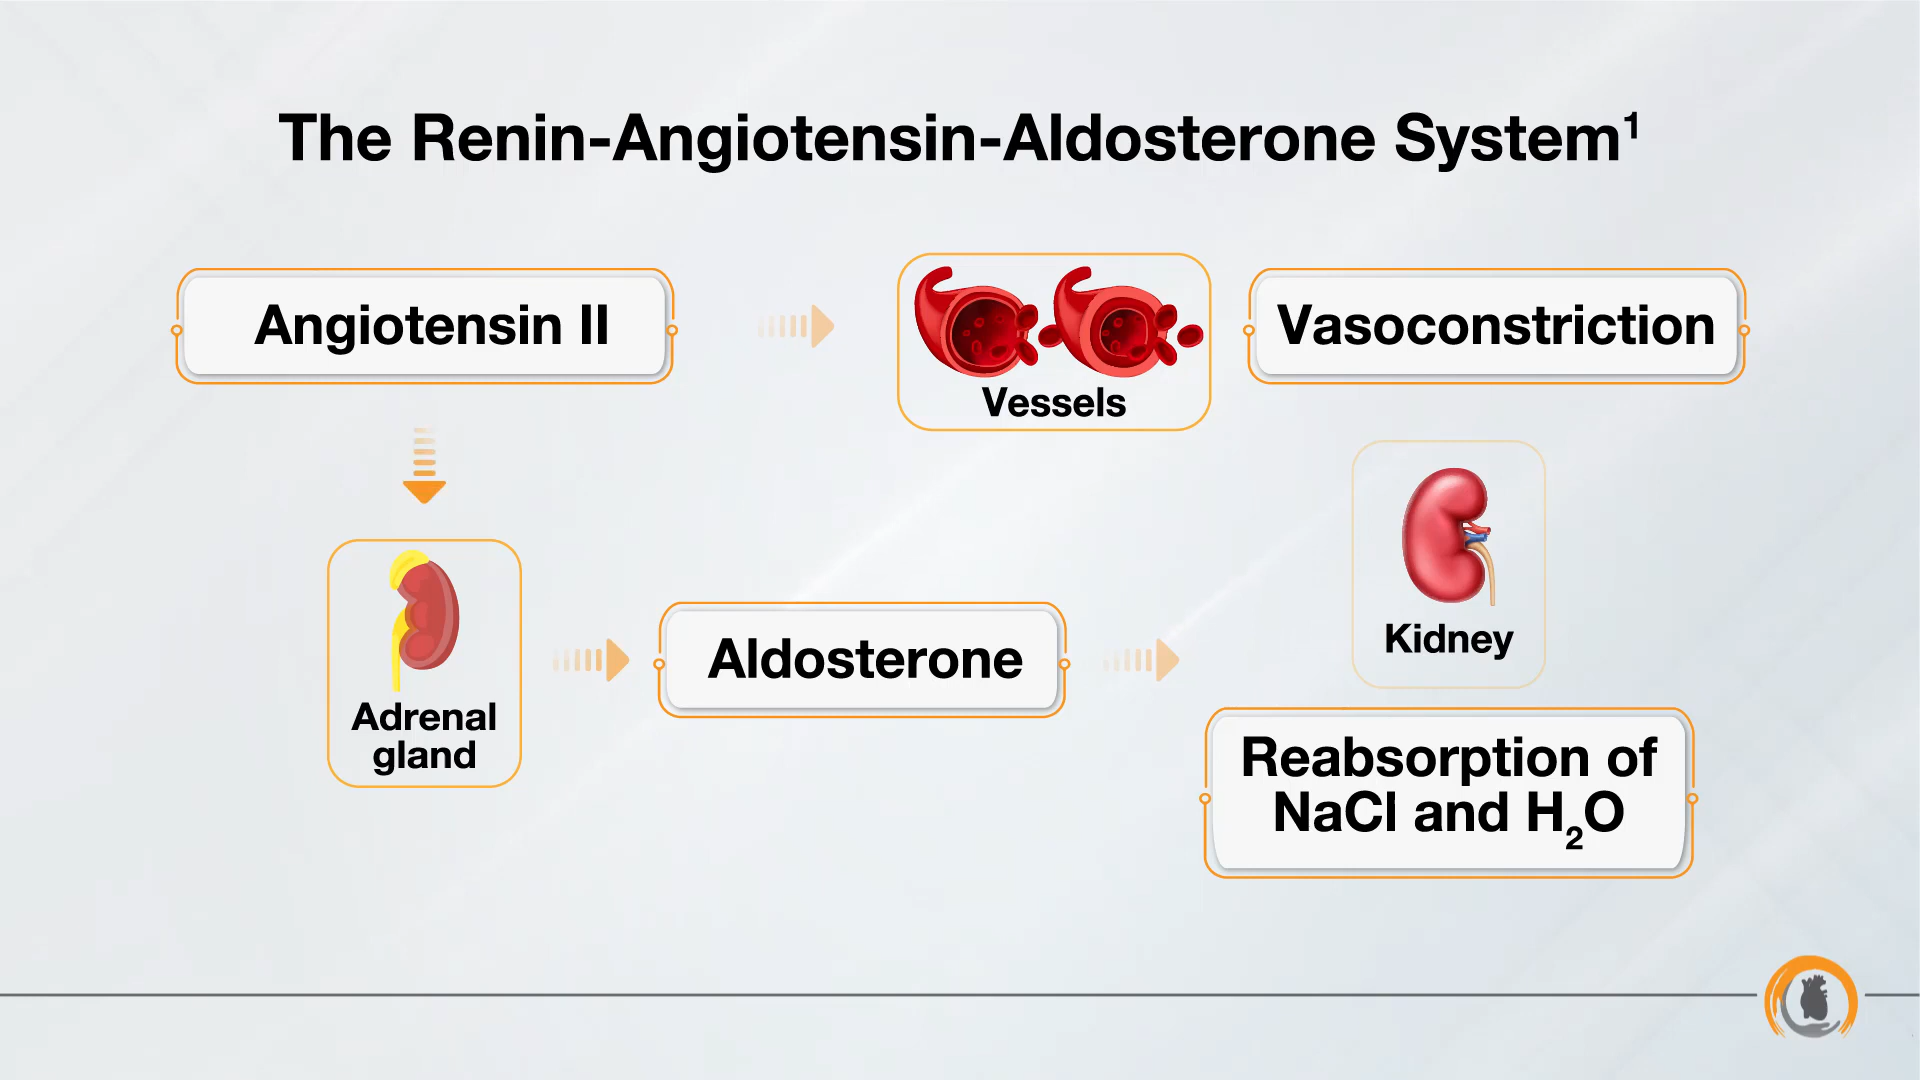 The Renin-Angiotensin-Aldosterone System¹
Angiotensin II
Vessels
Vasoconstriction
Adrenal
gland
Aldosterone
Kidney
Reabsorption of
NaCl and H₂O